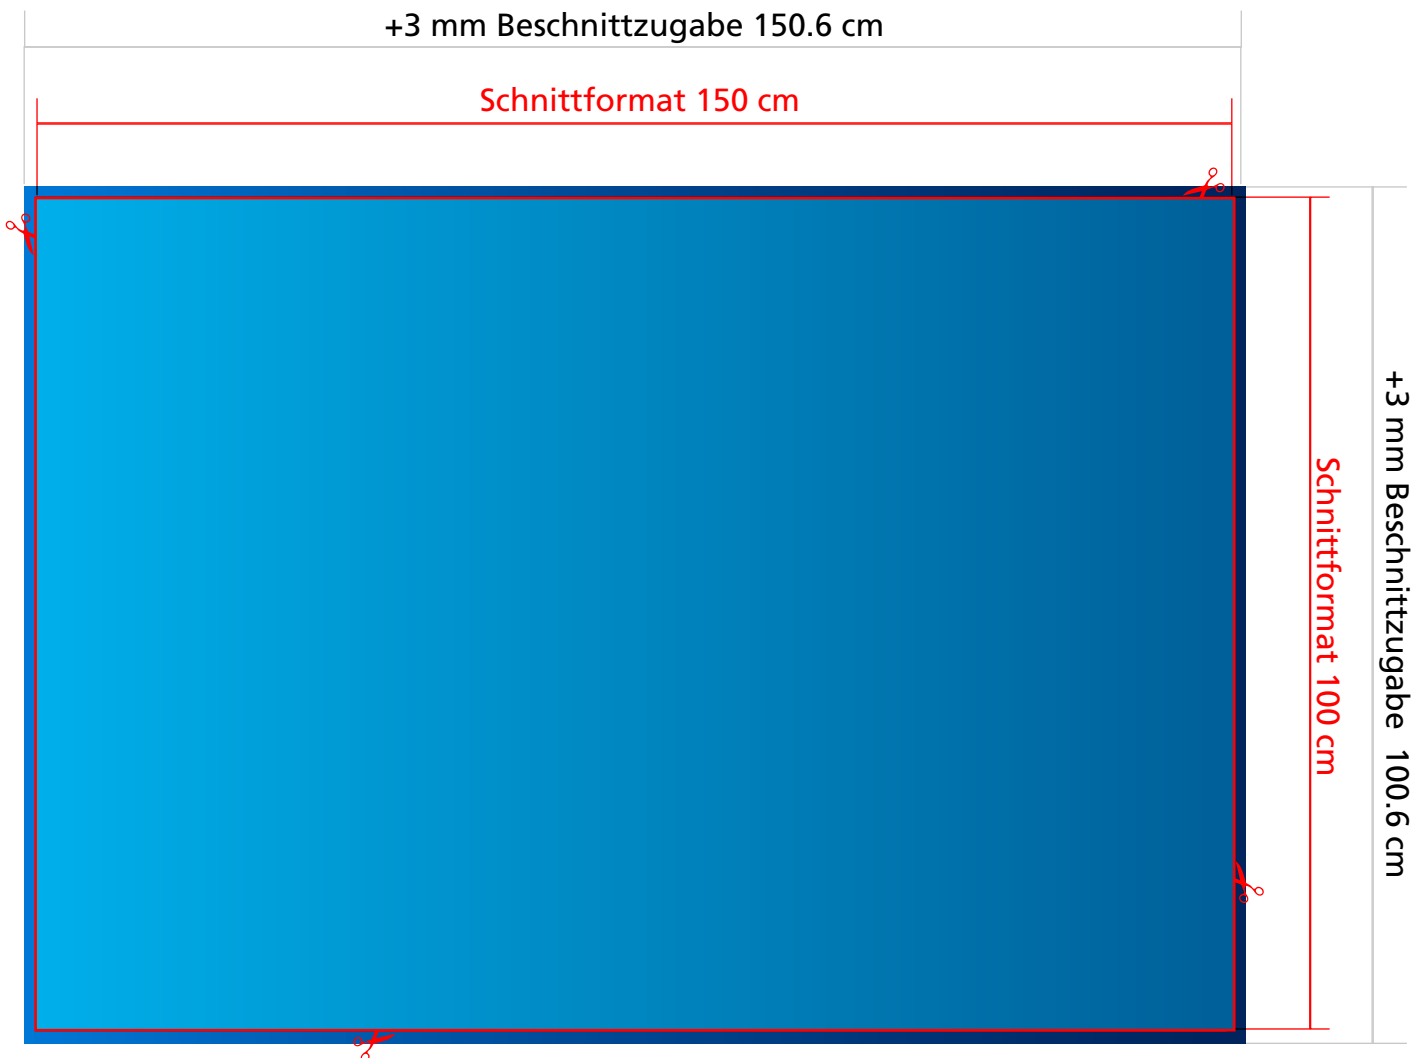 +3 mm Beschnittzugabe 150.6 cm
Schnittformat 150 cm
Schnittformat 100 cm
+3 mm Beschnittzugabe 100.6 cm